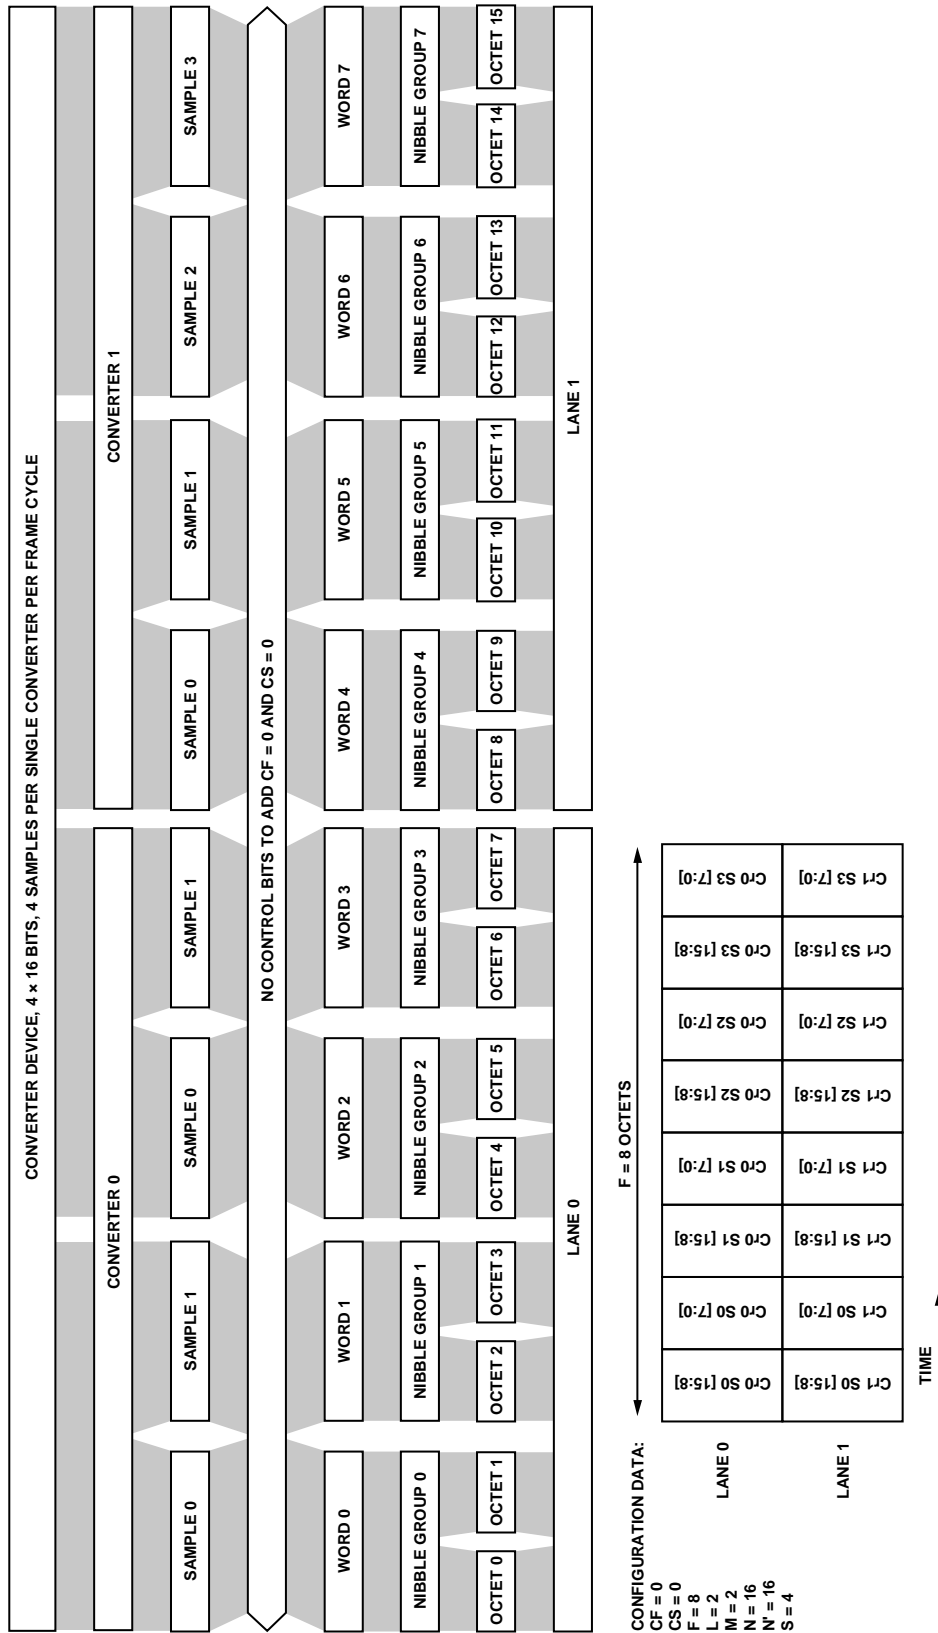 CONVERTER DEVICE, 4 × 16 BITS, 4 SAMPLES PER SINGLE CONVERTER PER FRAME CYCLE
CONVERTER 0
CONVERTER 1
SAMPLE 0
SAMPLE 1
SAMPLE 0
SAMPLE 1
SAMPLE 0
SAMPLE 1
SAMPLE 2
SAMPLE 3
NO CONTROL BITS TO ADD CF = 0 AND CS = 0
WORD 0
WORD 1
WORD 2
WORD 3
WORD 4
WORD 5
WORD 6
WORD 7
NIBBLE GROUP 0
NIBBLE GROUP 1
NIBBLE GROUP 2
NIBBLE GROUP 3
NIBBLE GROUP 4
NIBBLE GROUP 5
NIBBLE GROUP 6
NIBBLE GROUP 7
OCTET 0
OCTET 1
OCTET 2
OCTET 3
OCTET 4
OCTET 5
OCTET 6
OCTET 7
OCTET 8
OCTET 9
OCTET 10
OCTET 11
OCTET 12
OCTET 13
OCTET 14
OCTET 15
LANE 0
LANE 1
CONFIGURATION DATA:
CF = 0
CS = 0
F = 8
L = 2
M = 2
N = 16
N' = 16
S = 4
F = 8 OCTETS
LANE 0
Cr0 S0 [15:8]
Cr0 S0 [7:0]
Cr0 S1 [15:8]
Cr0 S1 [7:0]
Cr0 S2 [15:8]
Cr0 S2 [7:0]
Cr0 S3 [15:8]
Cr0 S3 [7:0]
LANE 1
Cr1 S0 [15:8]
Cr1 S0 [7:0]
Cr1 S1 [15:8]
Cr1 S1 [7:0]
Cr1 S2 [15:8]
Cr1 S2 [7:0]
Cr1 S3 [15:8]
Cr1 S3 [7:0]
TIME